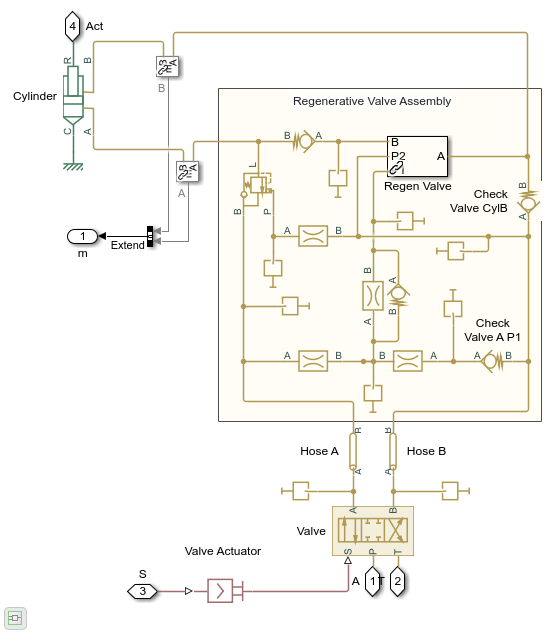 4 Act
R B
B A
Cylinder
B
Regenerative Valve Assembly
C A
B A
B A
B
P2
A
L
Regen Valve
A
B
Check
Valve CylB
B P
A
A B
1
Extend
m
B
A
A
B
Check
Valve A P1
A B
B A
A B
R B
Hose A
Hose B
A A
A B
Valve
S P T
Valve Actuator
S
3
A 1 T 2